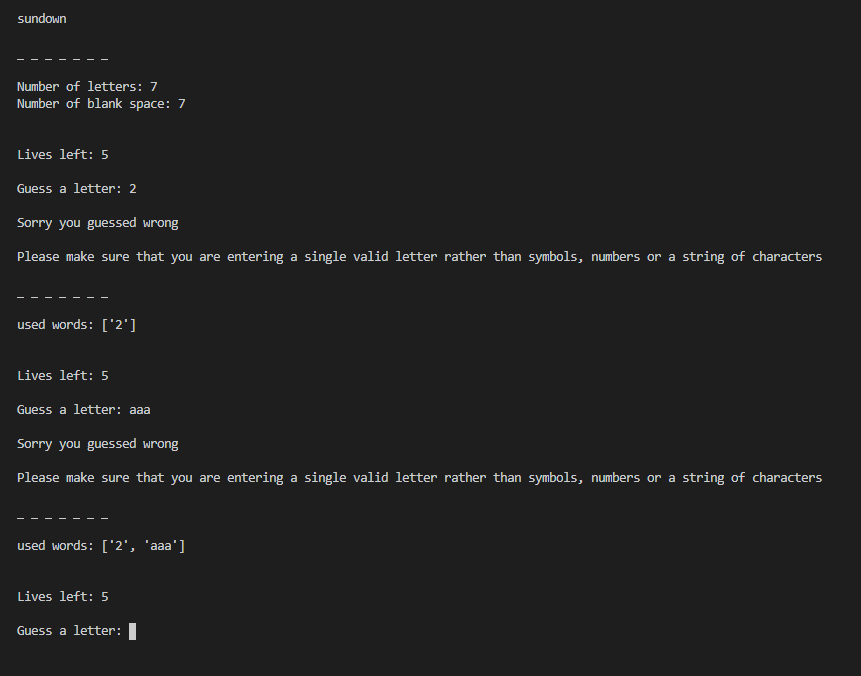 sundown
_ _ _ _ _ _ _
Number of letters: 7
Number of blank space: 7
Lives left: 5
Guess a letter: 2
Sorry you guessed wrong
Please make sure that you are entering a single valid letter rather than symbols, numbers or a string of characters
_ _ _ _ _ _ _
used words: ['2']
Lives left: 5
Guess a letter: aaa
Sorry you guessed wrong
Please make sure that you are entering a single valid letter rather than symbols, numbers or a string of characters
_ _ _ _ _ _ _
used words: ['2', 'aaa']
Lives left: 5
Guess a letter: